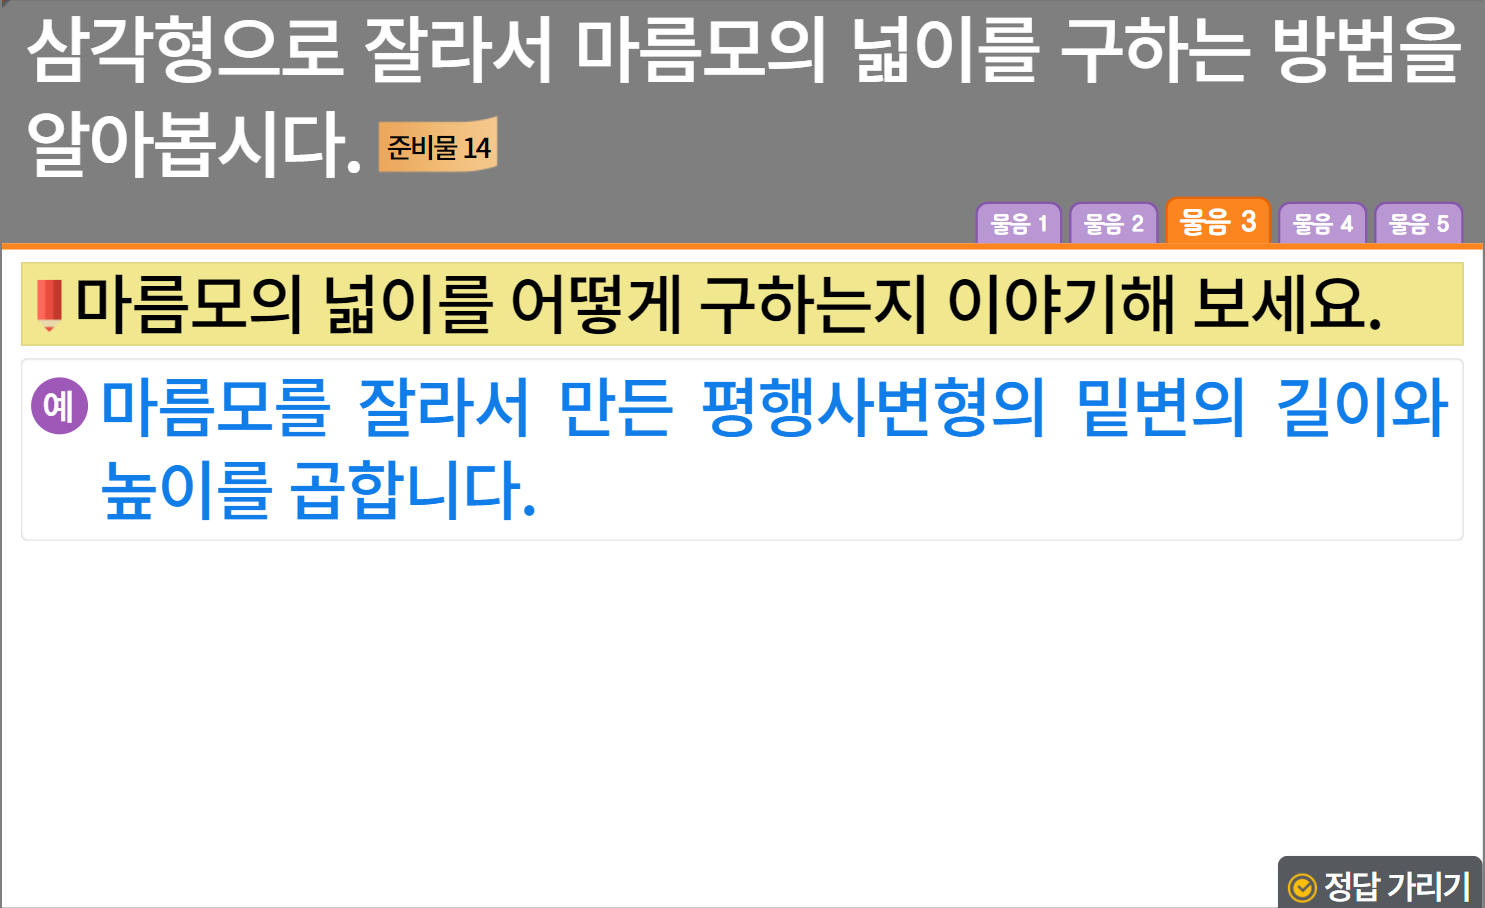 삼각형으로 잘라서 마름모의 넓이를 구하는 방법을
알아봅시다. 준비물 14
물음 1 물음 2 물음 3 물음 4 물음 5
마름모의 넓이를 어떻게 구하는지 이야기해 보세요.
예 마름모를 잘라서 만든 평행사변형의 밑변의 길이와
높이를 곱합니다.
정답 가리기